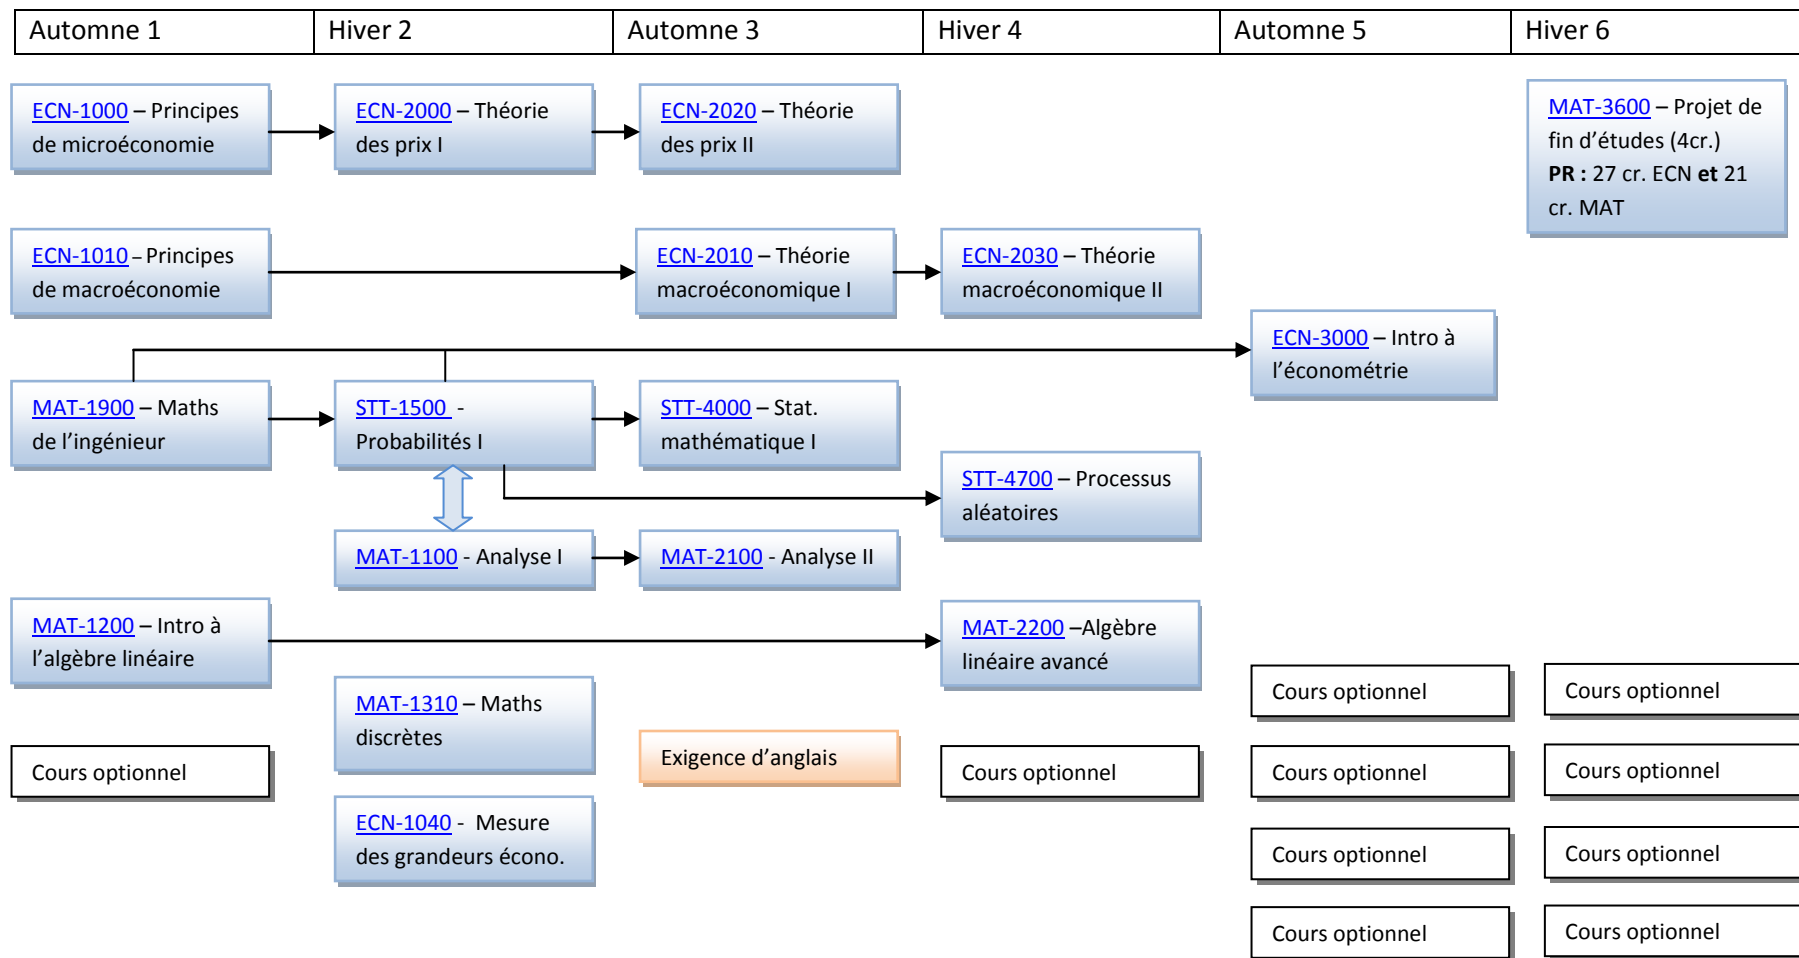 Automne 1
Hiver 2
Automne 3
Hiver 4
Automne 5
Hiver 6
ECN-1000 – Principes
de microéconomie
ECN-2000 – Théorie
des prix I
ECN-2020 – Théorie
des prix II
MAT-3600 – Projet de
fin d'études (4cr.)
PR : 27 cr. ECN et 21
cr. MAT
ECN-1010 – Principes
de macroéconomie
ECN-2010 – Théorie
macroéconomique I
ECN-2030 – Théorie
macroéconomique II
ECN-3000 – Intro à
l'économétrie
MAT-1900 – Maths
de l'ingénieur
STT-1500 -
Probabilités I
STT-4000 – Stat.
mathématique I
STT-4700 – Processus
aléatoires
MAT-1100 - Analyse I
MAT-2100 - Analyse II
MAT-1200 – Intro à
l'algèbre linéaire
MAT-2200 –Algèbre
linéaire avancé
MAT-1310 – Maths
discrètes
Cours optionnel
Cours optionnel
Cours optionnel
Exigence d'anglais
Cours optionnel
Cours optionnel
Cours optionnel
ECN-1040 - Mesure
des grandeurs écono.
Cours optionnel
Cours optionnel
Cours optionnel
Cours optionnel